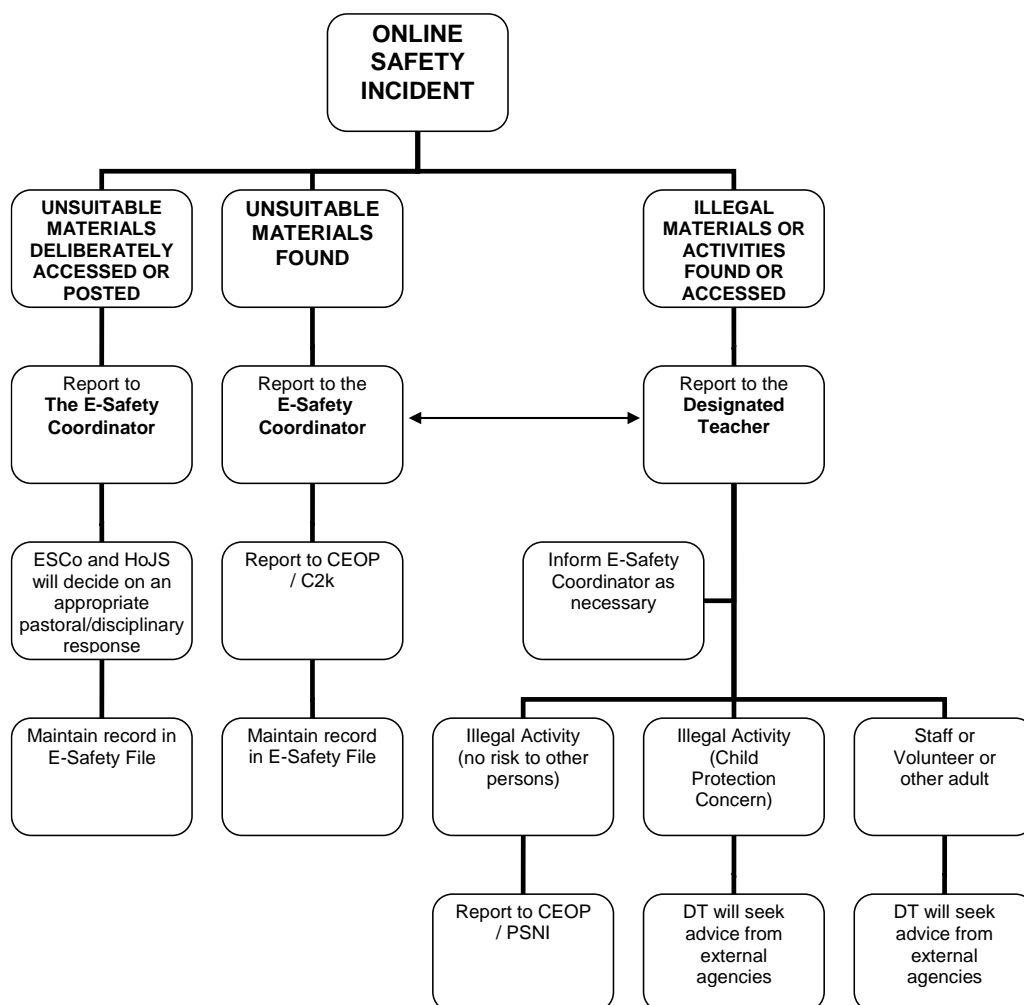 ONLINE
SAFETY
INCIDENT
UNSUITABLE
MATERIALS
DELIBERATELY
ACCESSED OR
POSTED
UNSUITABLE
MATERIALS
FOUND
ILLEGAL
MATERIALS OR
ACTIVITIES
FOUND OR
ACCESSED
Report to
The E-Safety
Coordinator
Report to the
E-Safety
Coordinator
Report to the
Designated
Teacher
ESCo and HoJS
will decide on an
appropriate
pastoral/disciplinary
response
Report to CEOP
/ C2k
Inform E-Safety
Coordinator as
necessary
Maintain record in
E-Safety File
Maintain record
in E-Safety File
Illegal Activity
(no risk to other
persons)
Illegal Activity
(Child
Protection
Concern)
Staff or
Volunteer or
other adult
Report to CEOP
/ PSNI
DT will seek
advice from
external
agencies
DT will seek
advice from
external
agencies